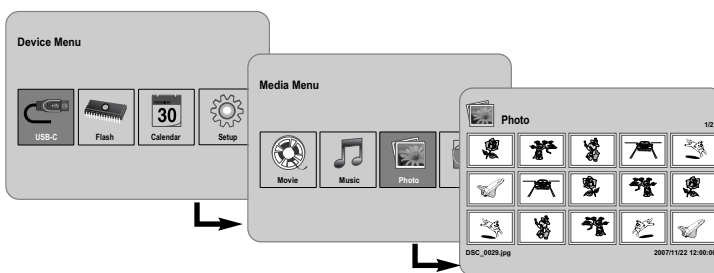 Device Menu
USB-C
Flash
30
Calendar
Setup
Media Menu
Movie
Music
Photo
Photo
1/2
DSC_0029.jpg
2007/11/22 12:00:00